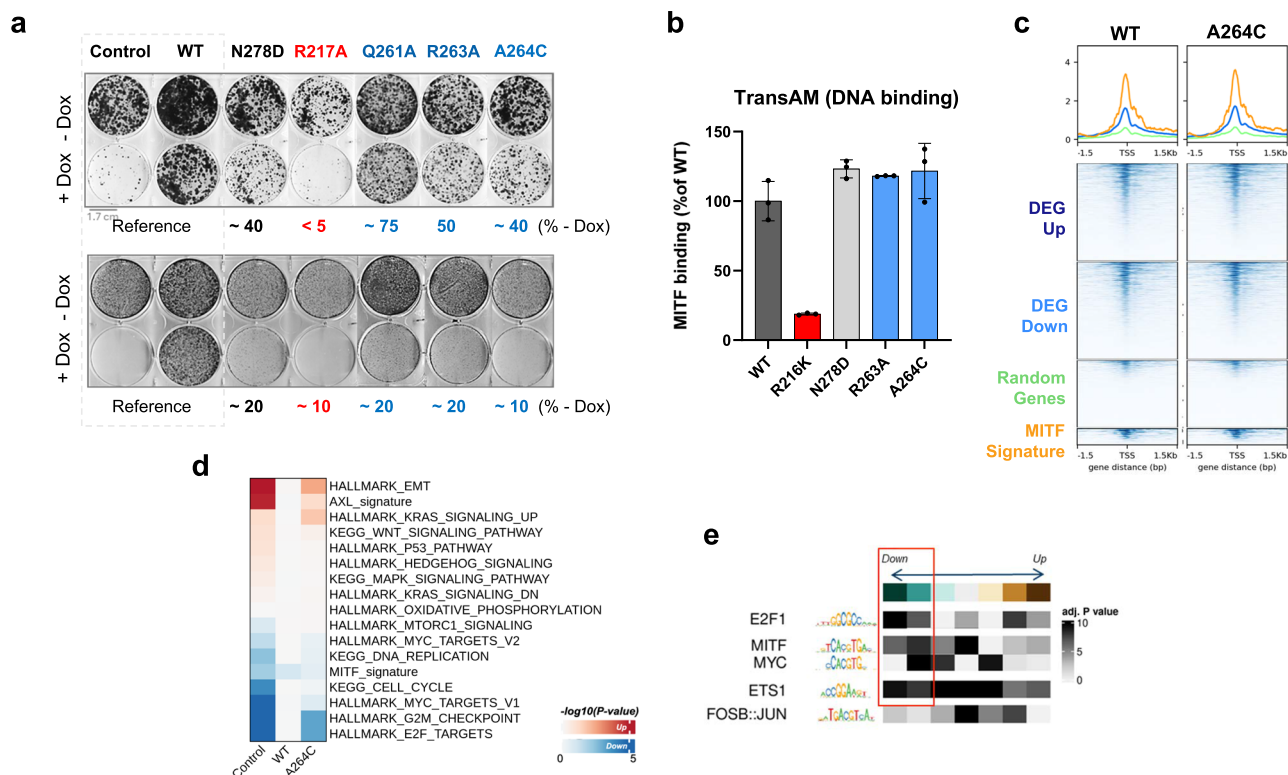 a
Control WT N278D R217A Q261A R263A A264C
- Dox
+ Dox
1.7 cm
Reference ~ 40 < 5 ~ 75 50 ~ 40 (% - Dox)
- Dox
+ Dox
Reference ~ 20 ~ 10 ~ 20 ~ 20 ~ 10 (% - Dox)
b
TransAM (DNA binding)
MITF binding (%of WT)
150
100
50
0
WT R216K N278D R263A A264C
c
WT A264C
4
2
0
-1.5 TSS 1.5Kb -1.5 TSS 1.5Kb
DEG
Up
DEG
Down
Random
Genes
MITF
Signature
-1.5 TSS 1.5Kb -1.5 TSS 1.5Kb
gene distance (bp) gene distance (bp)
d
HALLMARK_EMT
AXL_signature
HALLMARK_KRAS_SIGNALING_UP
KEGG_WNT_SIGNALING_PATHWAY
HALLMARK_P53_PATHWAY
HALLMARK_HEDGEHOG_SIGNALING
KEGG_MAPK_SIGNALING_PATHWAY
HALLMARK_KRAS_SIGNALING_DN
HALLMARK_OXIDATIVE_PHOSPHORYLATION
HALLMARK_MTORC1_SIGNALING
HALLMARK_MYC_TARGETS_V2
KEGG_DNA_REPLICATION
MITF_signature
KEGG_CELL_CYCLE
HALLMARK_MYC_TARGETS_V1
HALLMARK_G2M_CHECKPOINT
HALLMARK_E2F_TARGETS
Control WT A264C
-log10(P-value)
Up
Down
0 5
e
Down Up
E2F1
MITF
MYC
ETS1
FOSB::JUN
adj. P value
10
5
0